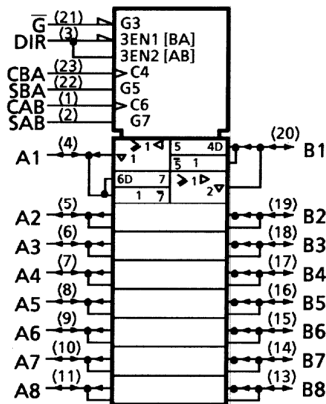 G̅ (21) G3
DIR (3) 3EN1 [BA]
3EN2 [AB]
CBA (23) C4
SBA (22) G5
CAB (1) C6
SAB (2) G7
A1 (4) ≥1 1 5 4D 5̅ 1 (20) B1
6D 7 1 7̅ ≥1 2
A2 (5) (19) B2
A3 (6) (18) B3
A4 (7) (17) B4
A5 (8) (16) B5
A6 (9) (15) B6
A7 (10) (14) B7
A8 (11) (13) B8